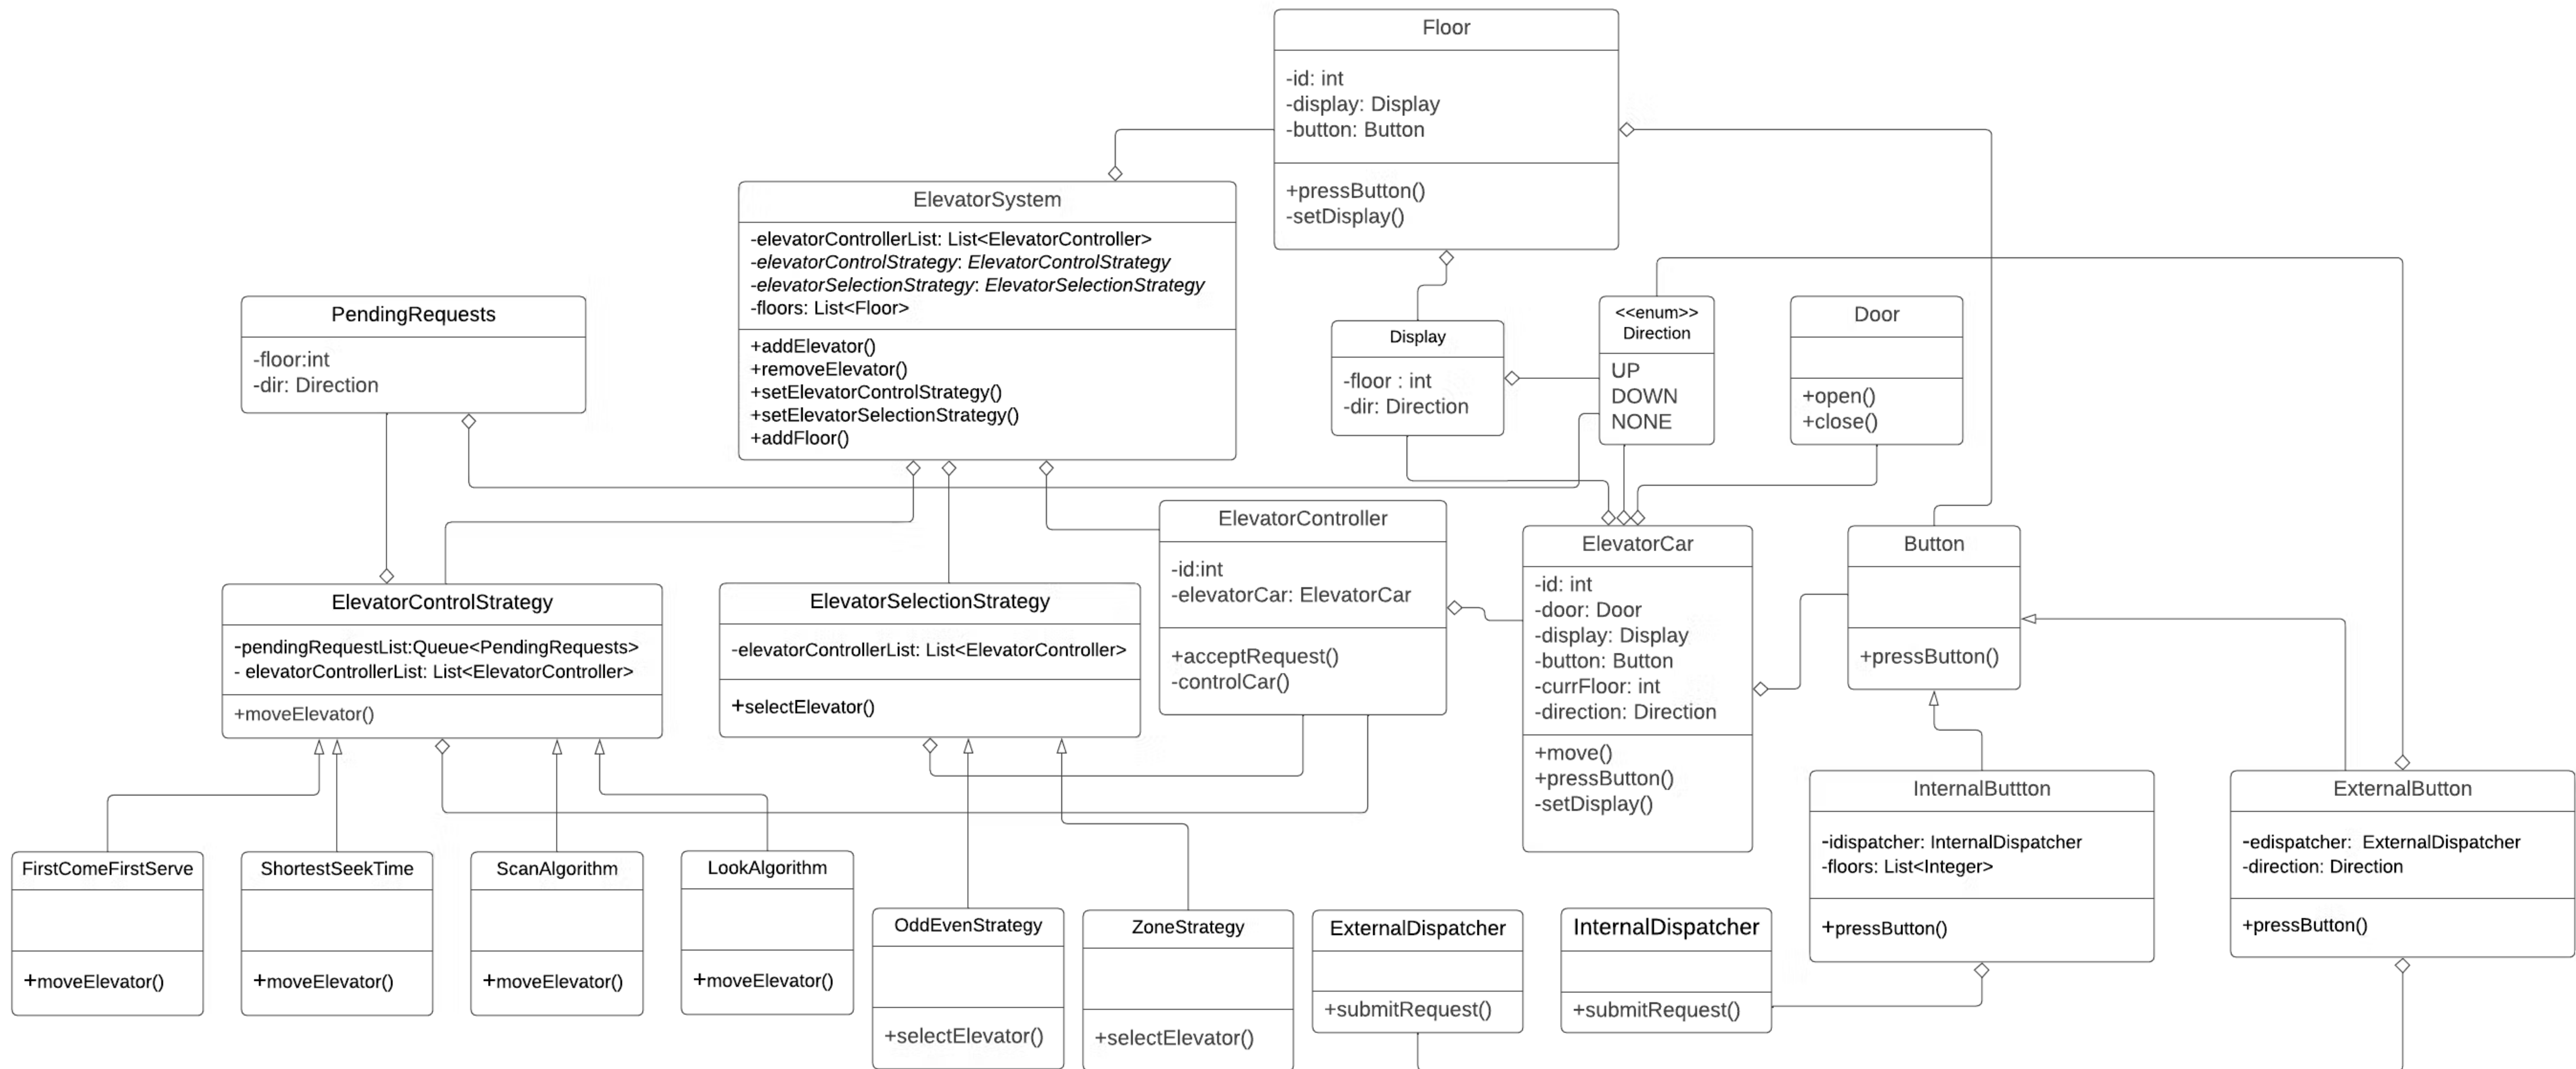 Floor
-id: int
-display: Display
-button: Button
+pressButton()
-setDisplay()
ElevatorSystem
-elevatorControllerList: List<ElevatorController>
-elevatorControlStrategy: ElevatorControlStrategy
-elevatorSelectionStrategy: ElevatorSelectionStrategy
-floors: List<Floor>
+addElevator()
+removeElevator()
+setElevatorControlStrategy()
+setElevatorSelectionStrategy()
+addFloor()
PendingRequests
-floor:int
-dir: Direction
Display
-floor : int
-dir: Direction
<<enum>>
Direction
UP
DOWN
NONE
Door
+open()
+close()
ElevatorControlStrategy
-pendingRequestList:Queue<PendingRequests>
- elevatorControllerList: List<ElevatorController>
+moveElevator()
ElevatorSelectionStrategy
-elevatorControllerList: List<ElevatorController>
+selectElevator()
ElevatorController
-id:int
-elevatorCar: ElevatorCar
+acceptRequest()
-controlCar()
ElevatorCar
-id: int
-door: Door
-display: Display
-button: Button
-currFloor: int
-direction: Direction
+move()
+pressButton()
-setDisplay()
Button
+pressButton()
InternalButtton
-idispatcher: InternalDispatcher
-floors: List<Integer>
+pressButton()
ExternalButton
-edispatcher:  ExternalDispatcher
-direction: Direction
+pressButton()
FirstComeFirstServe
+moveElevator()
ShortestSeekTime
+moveElevator()
ScanAlgorithm
+moveElevator()
LookAlgorithm
+moveElevator()
OddEvenStrategy
+selectElevator()
ZoneStrategy
+selectElevator()
ExternalDispatcher
+submitRequest()
InternalDispatcher
+submitRequest()